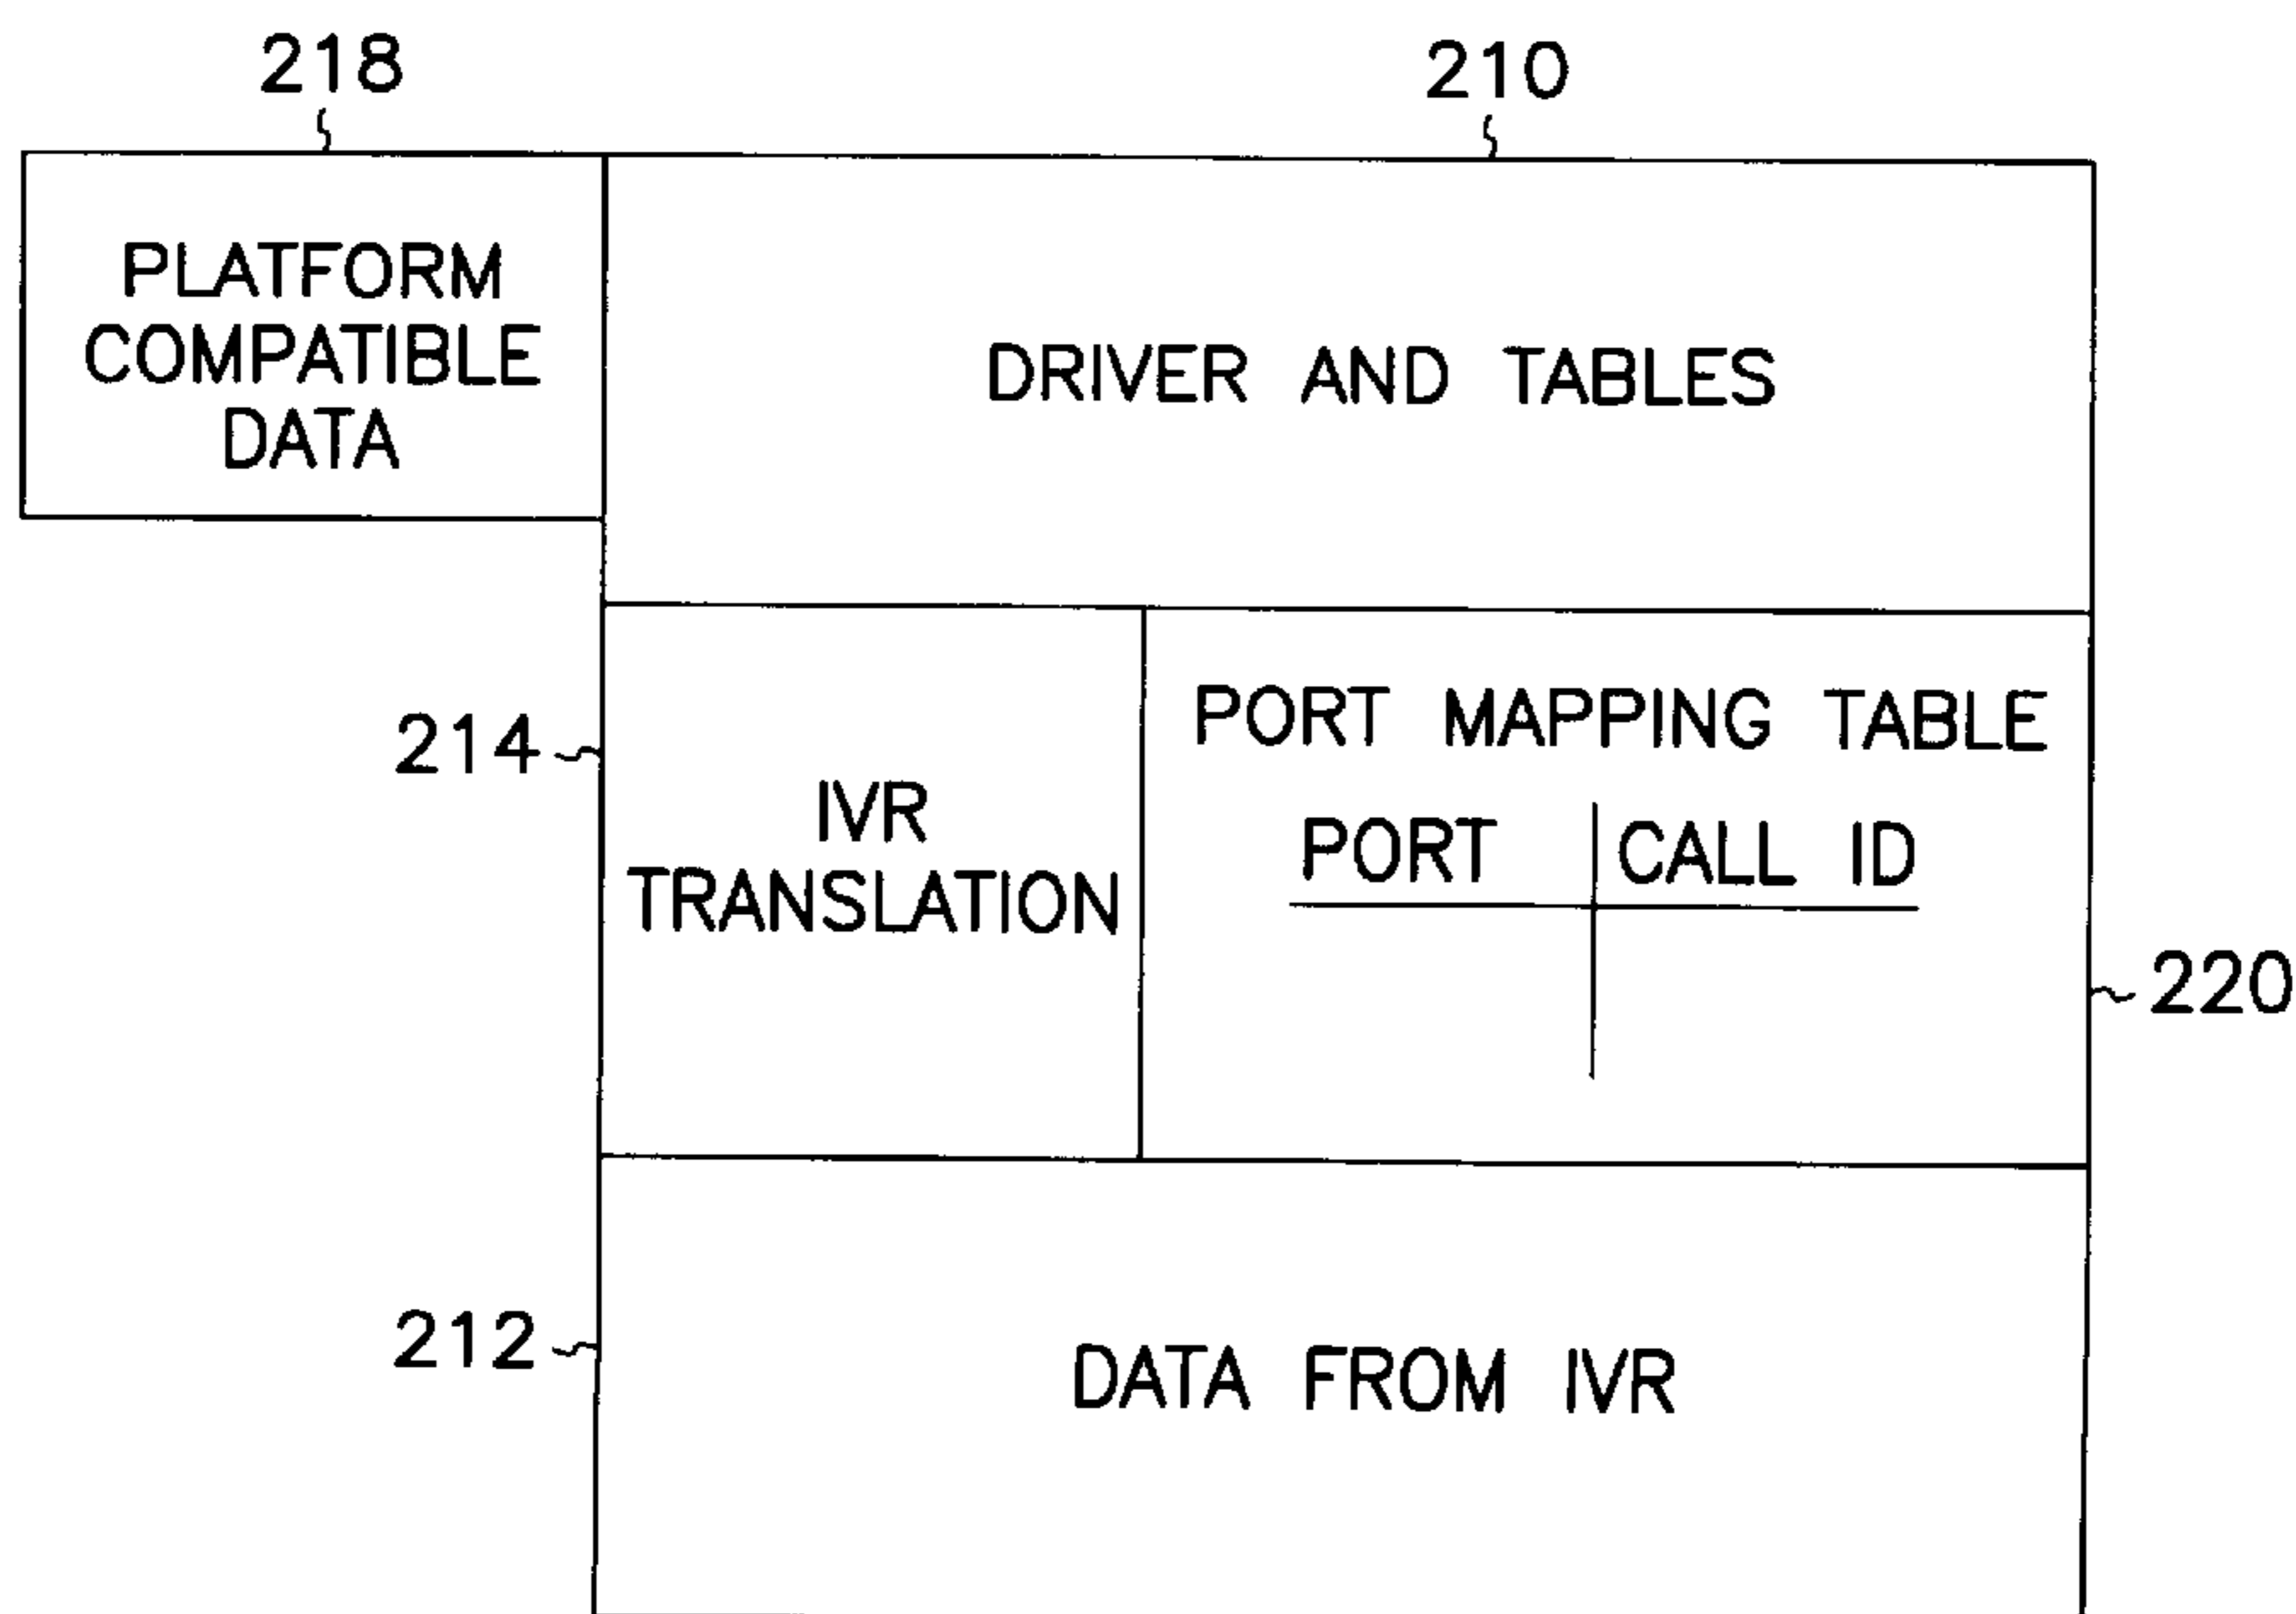 218
210
PLATFORM
COMPATIBLE
DATA
DRIVER AND TABLES
214
IVR
TRANSLATION
PORT MAPPING TABLE
PORT
CALL ID
220
212
DATA FROM IVR